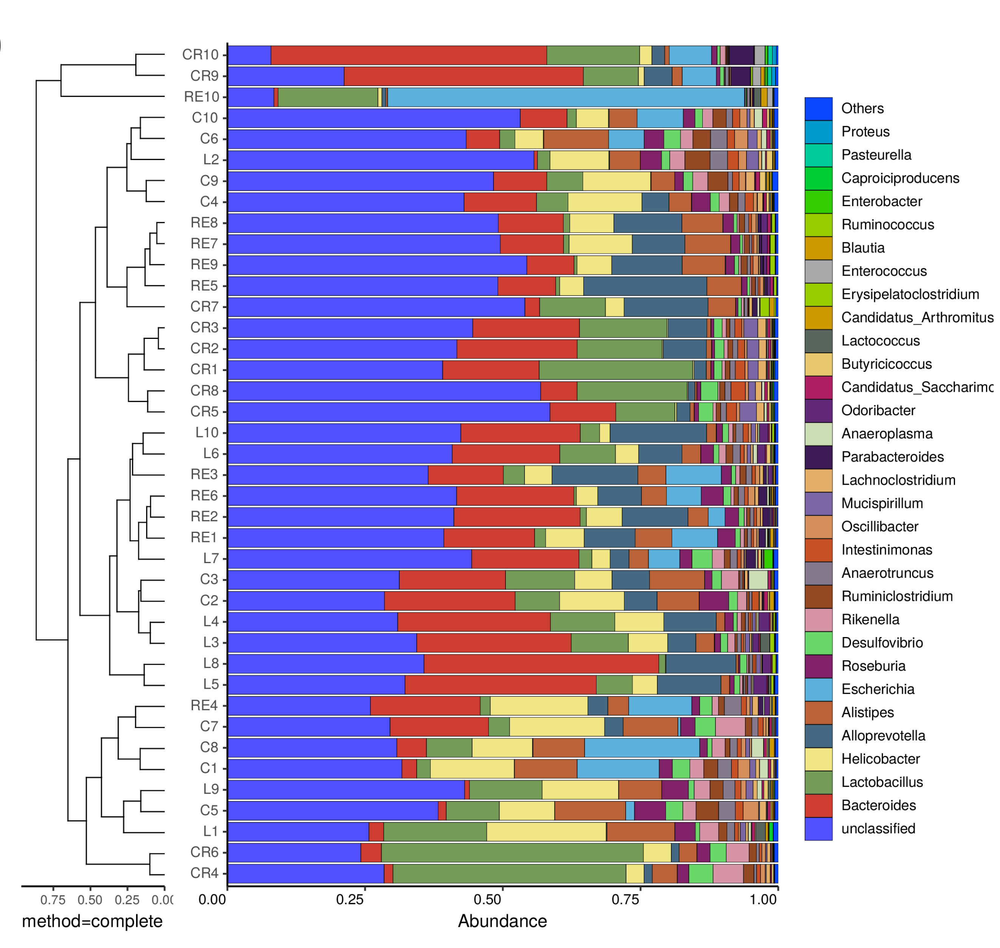 )
CR10
CR9
RE10
C10
C6
L2
C9
C4
RE8
RE7
RE9
RE5
CR7
CR3
CR2
CR1
CR8
CR5
L10
L6
RE3
RE6
RE2
RE1
L7
C3
C2
L4
L3
L8
L5
RE4
C7
C8
C1
L9
C5
L1
CR6
CR4
0.75 0.50 0.25 0.00
method=complete
0.00 0.25 0.50 0.75 1.00
Abundance
Others
Proteus
Pasteurella
Caproiciproducens
Enterobacter
Ruminococcus
Blautia
Enterococcus
Erysipelatoclostridium
Candidatus_Arthromitus
Lactococcus
Butyricicoccus
Candidatus_Saccharimo
Odoribacter
Anaeroplasma
Parabacteroides
Lachnoclostridium
Mucispirillum
Oscillibacter
Intestinimonas
Anaerotruncus
Ruminiclostridium
Rikenella
Desulfovibrio
Roseburia
Escherichia
Alistipes
Alloprevotella
Helicobacter
Lactobacillus
Bacteroides
unclassified